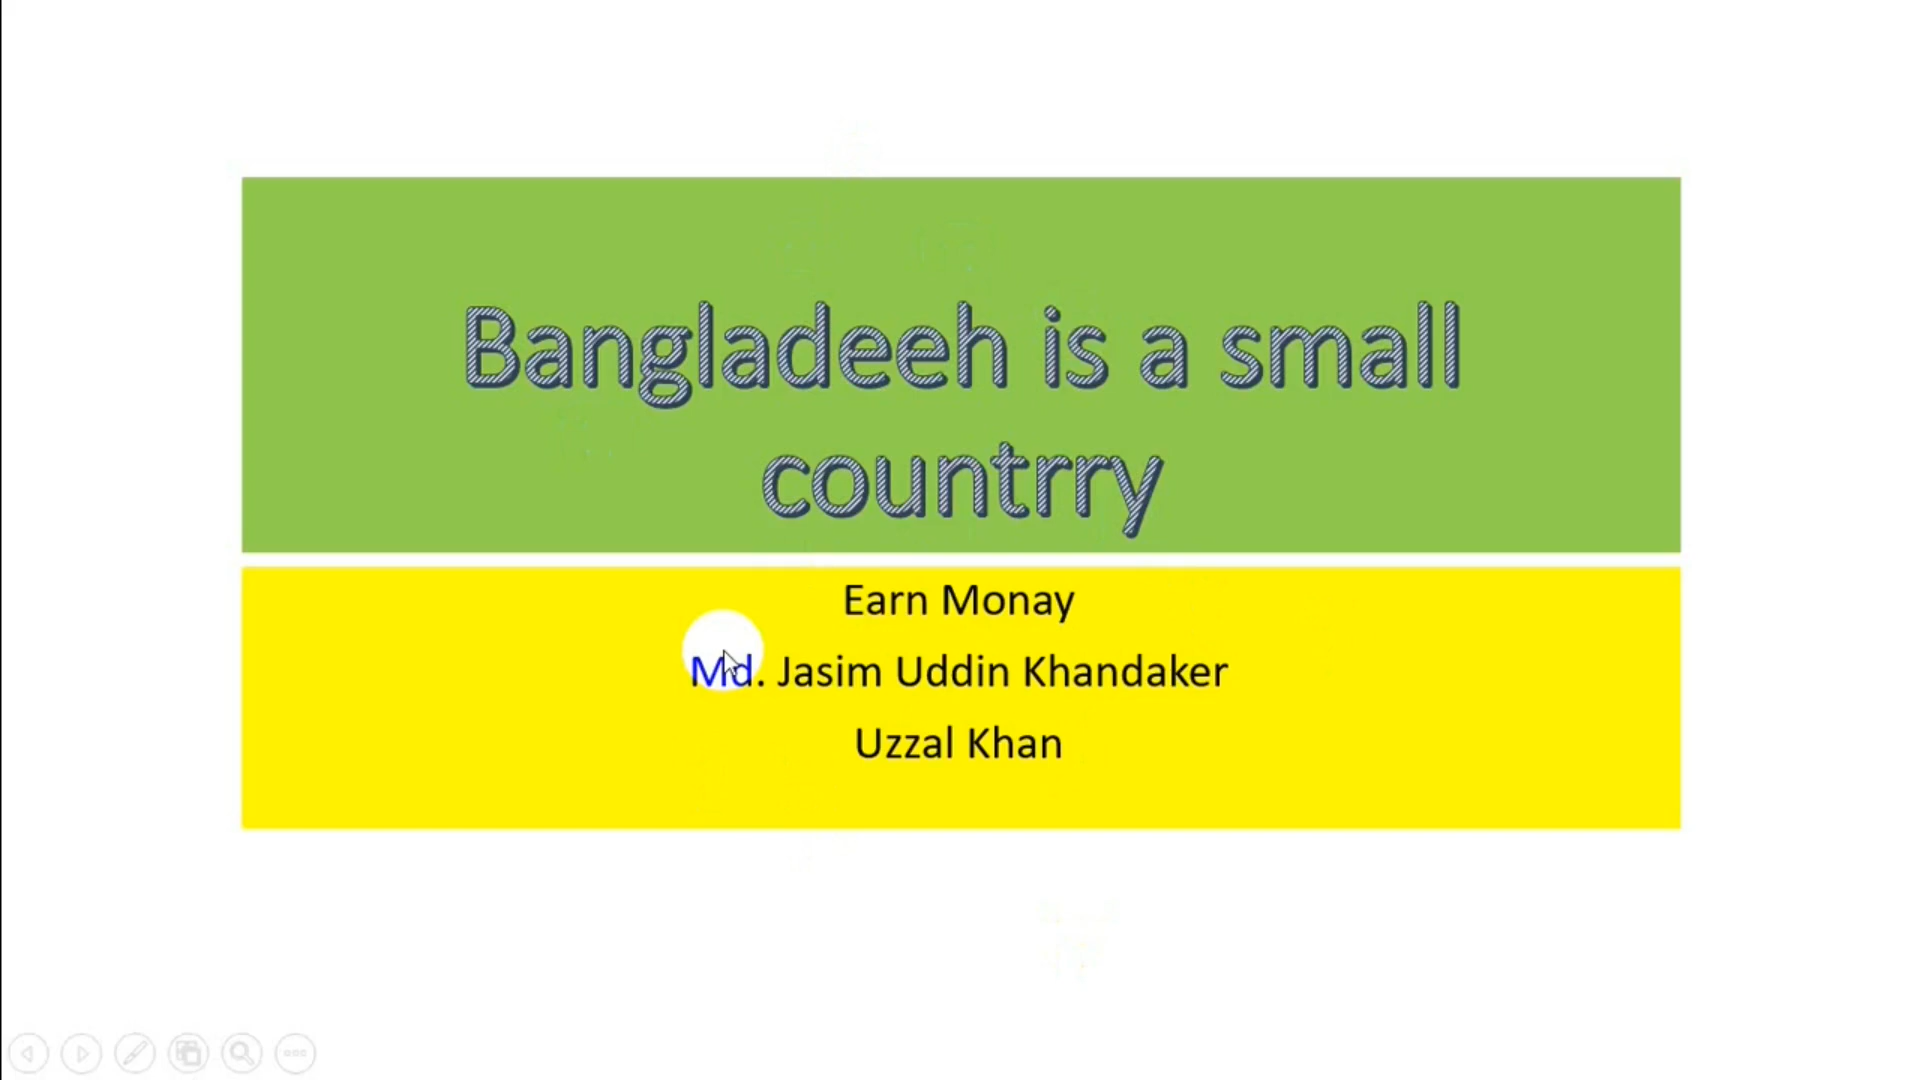 Bangladeeh is a small
countrry
Earn Monay
Md. Jasim Uddin Khandaker
Uzzal Khan